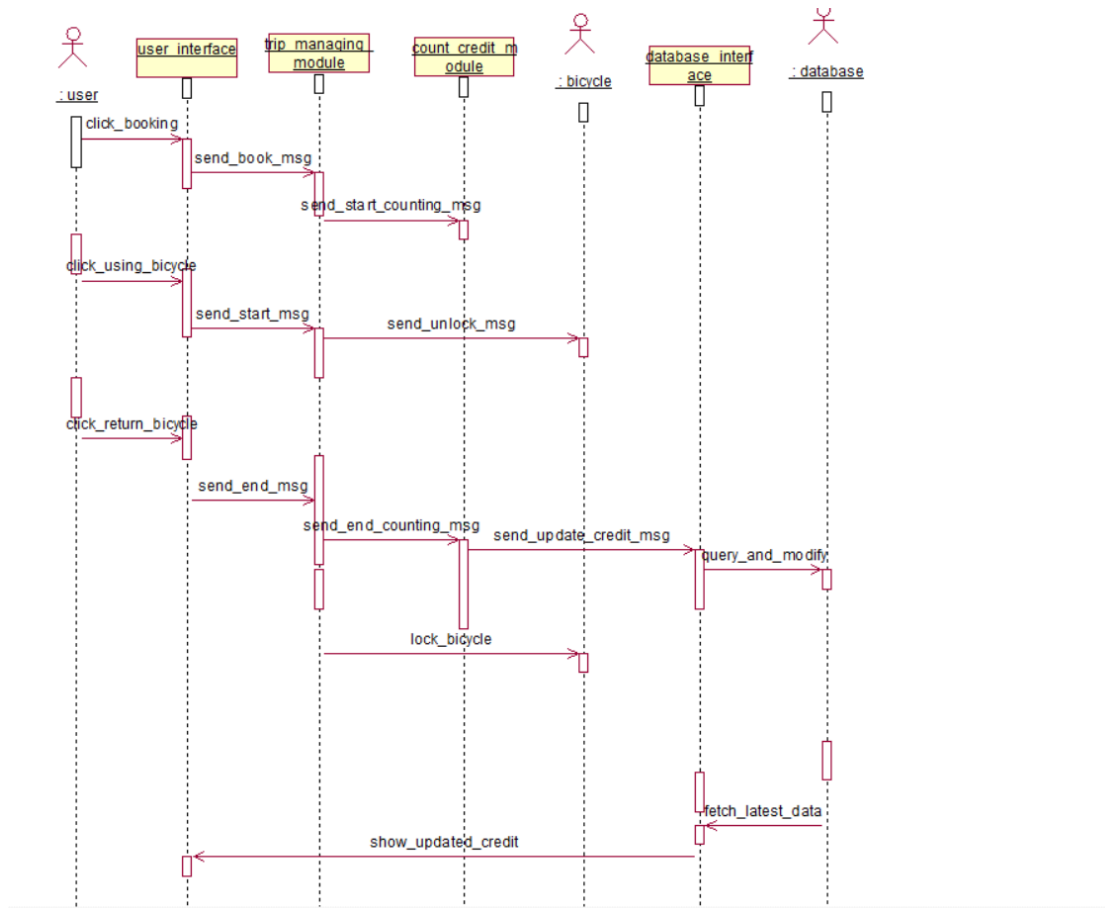 user_interface
trip_managing_
module
count_credit_m
odule
: bicycle
database_interf
ace
: database
: user
click_booking
send_book_msg
send_start_counting_msg
click_using_bicycle
send_start_msg
send_unlock_msg
click_return_bicycle
send_end_msg
send_end_counting_msg
send_update_credit_msg
query_and_modify
lock_bicycle
fetch_latest_data
show_updated_credit